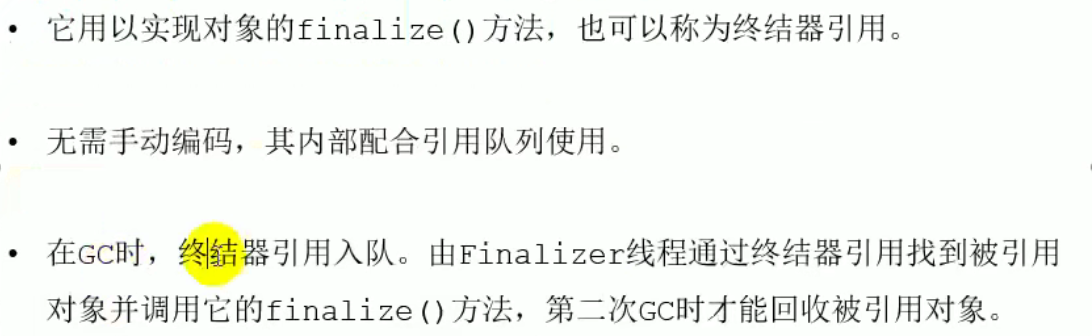 • 它用以实现对象的finalize()方法，也可以称为终结器引用。
• 无需手动编码，其内部配合引用队列使用。
• 在GC时，终结器引用入队。由Finalizer线程通过终结器引用找到被引用
对象并调用它的finalize()方法，第二次GC时才能回收被引用对象。